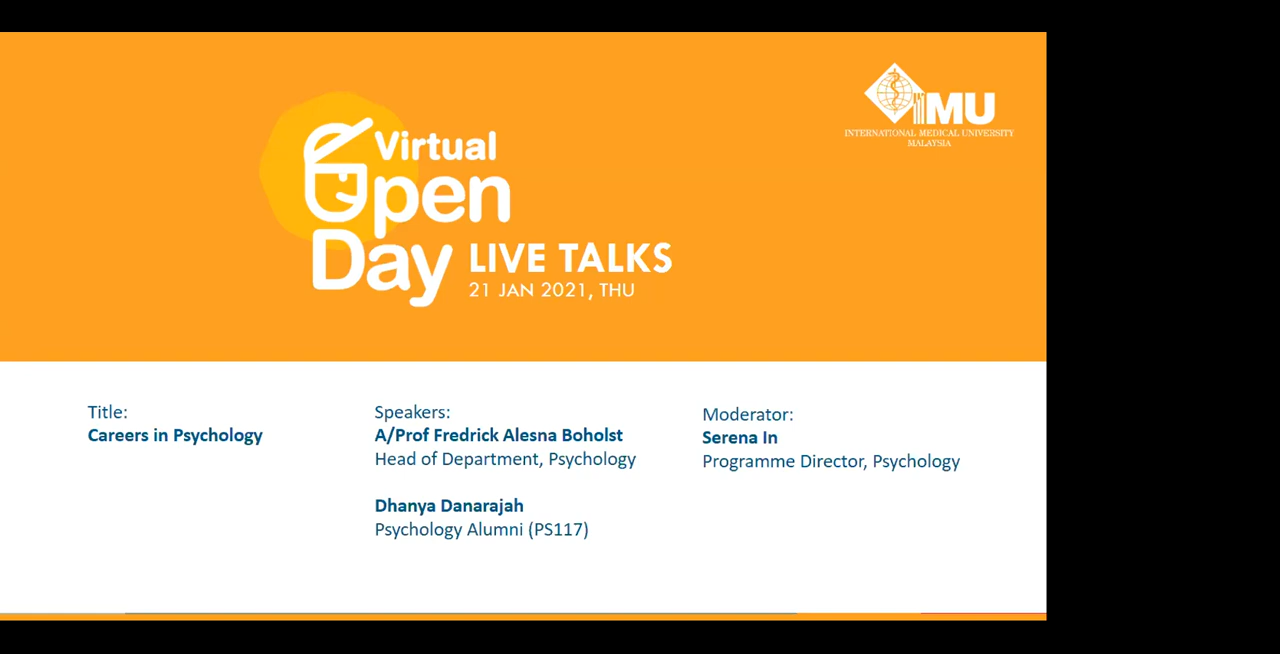 Virtual
Open
Day LIVE TALKS
21 JAN 2021, THU
iMU
INTERNATIONAL MEDICAL UNIVERSITY
MALAYSIA
Title:
Careers in Psychology
Speakers:
A/Prof Fredrick Alesna Boholst
Head of Department, Psychology
Dhanya Danarajah
Psychology Alumni (PS117)
Moderator:
Serena In
Programme Director, Psychology